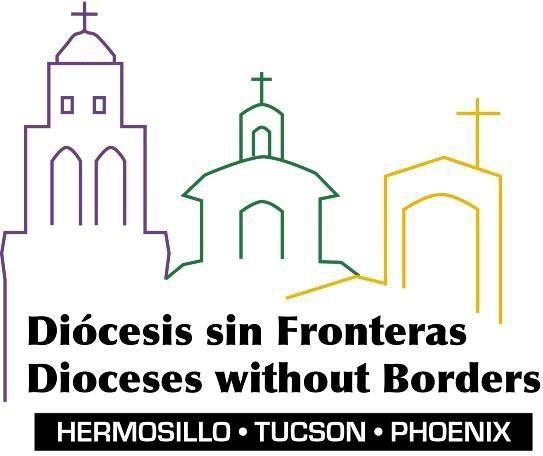 Diócesis sin Fronteras
Dioceses without Borders
HERMOSILLO • TUCSON • PHOENIX